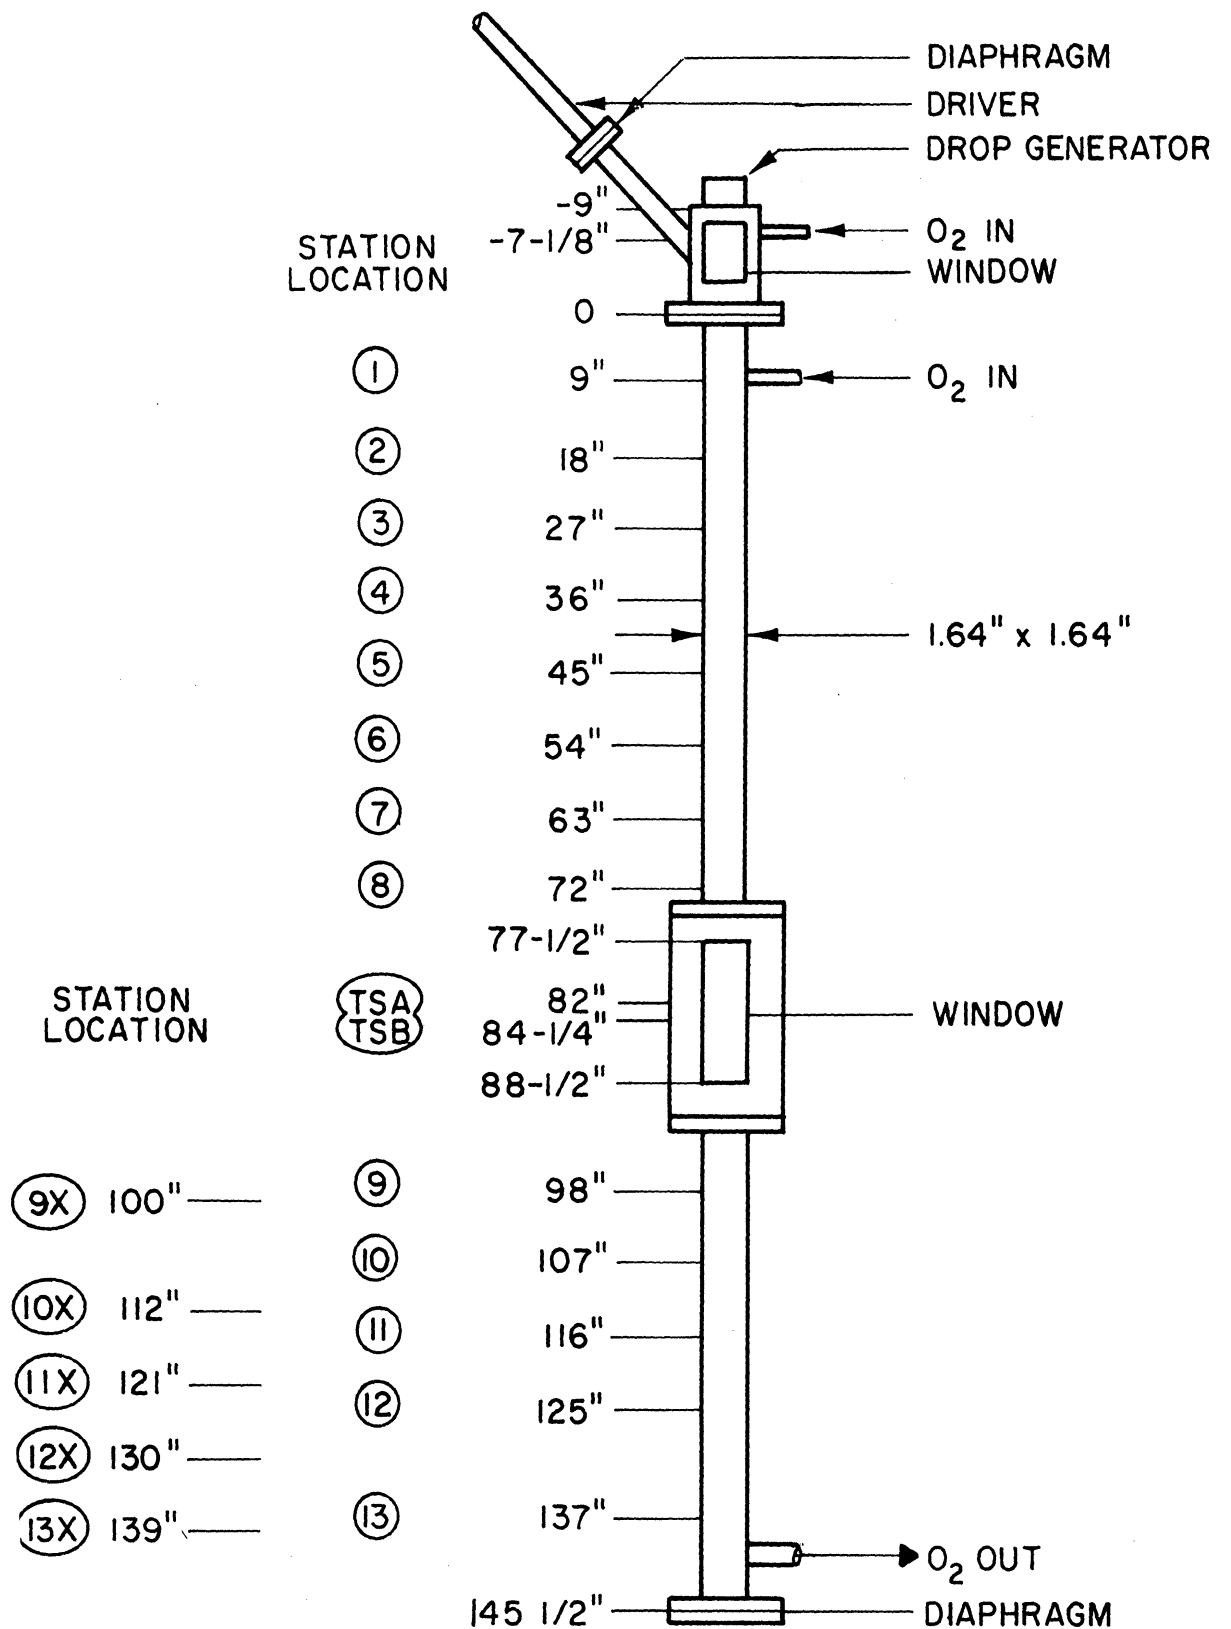 DIAPHRAGM
DRIVER
DROP GENERATOR
-9"
-7-1/8"
O2 IN
WINDOW
STATION
LOCATION
0
1
9"
O2 IN
2
18"
3
27"
4
36"
1.64" x 1.64"
5
45"
6
54"
7
63"
8
72"
77-1/2"
STATION
LOCATION
TSA
TSB
82"
84-1/4"
WINDOW
88-1/2"
9X 100"
9
98"
10
107"
10X 112"
11
116"
11X 121"
12
125"
12X 130"
13X 139"
13
137"
O2 OUT
145 1/2"
DIAPHRAGM